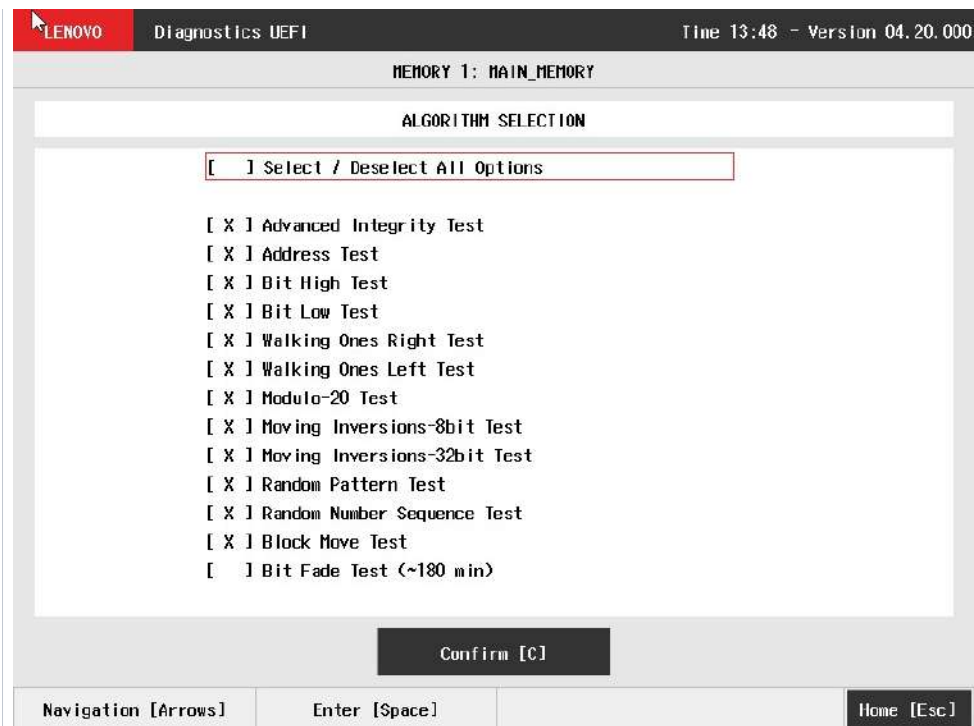 LENOVO Diagnostics UEFI Time 13:48 - Version 04.20.000
MEMORY 1: MAIN_MEMORY
ALGORITHM SELECTION
[   ] Select / Deselect All Options
[ X ] Advanced Integrity Test
[ X ] Address Test
[ X ] Bit High Test
[ X ] Bit Low Test
[ X ] Walking Ones Right Test
[ X ] Walking Ones Left Test
[ X ] Modulo-20 Test
[ X ] Moving Inversions-8bit Test
[ X ] Moving Inversions-32bit Test
[ X ] Random Pattern Test
[ X ] Random Number Sequence Test
[ X ] Block Move Test
[   ] Bit Fade Test (~180 min)
Confirm [C]
Navigation [Arrows] Enter [Space] Home [Esc]